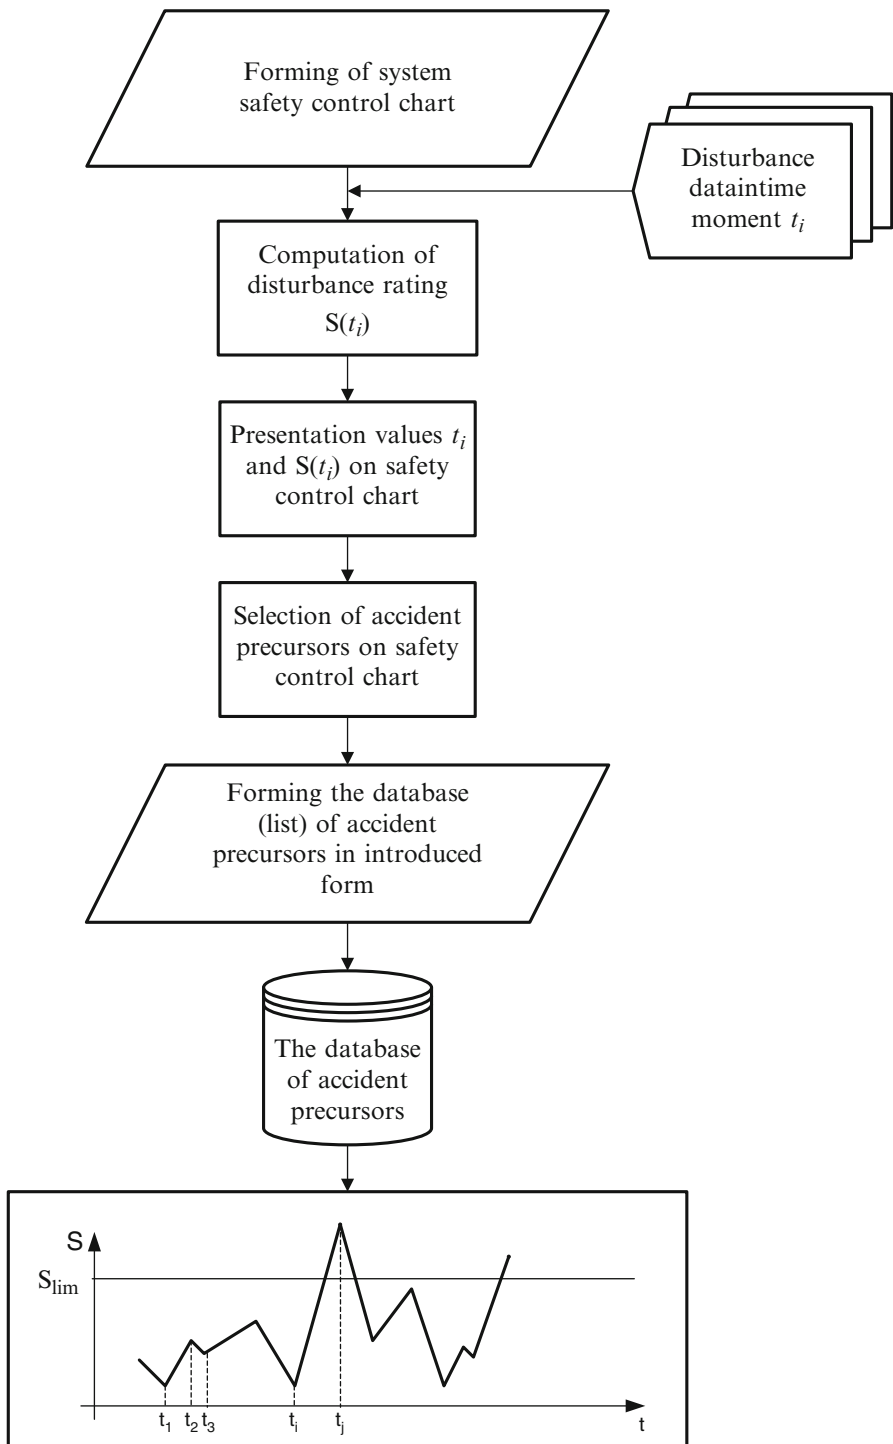 Forming of system
safety control chart
Disturbance
dataintime
moment t_i
Computation of
disturbance rating
S(t_i)
Presentation values t_i
and S(t_i) on safety
control chart
Selection of accident
precursors on safety
control chart
Forming the database
(list) of accident
precursors in introduced
form
The database
of accident
precursors
S
S_lim
t_1 t_2 t_3 t_i t_j t